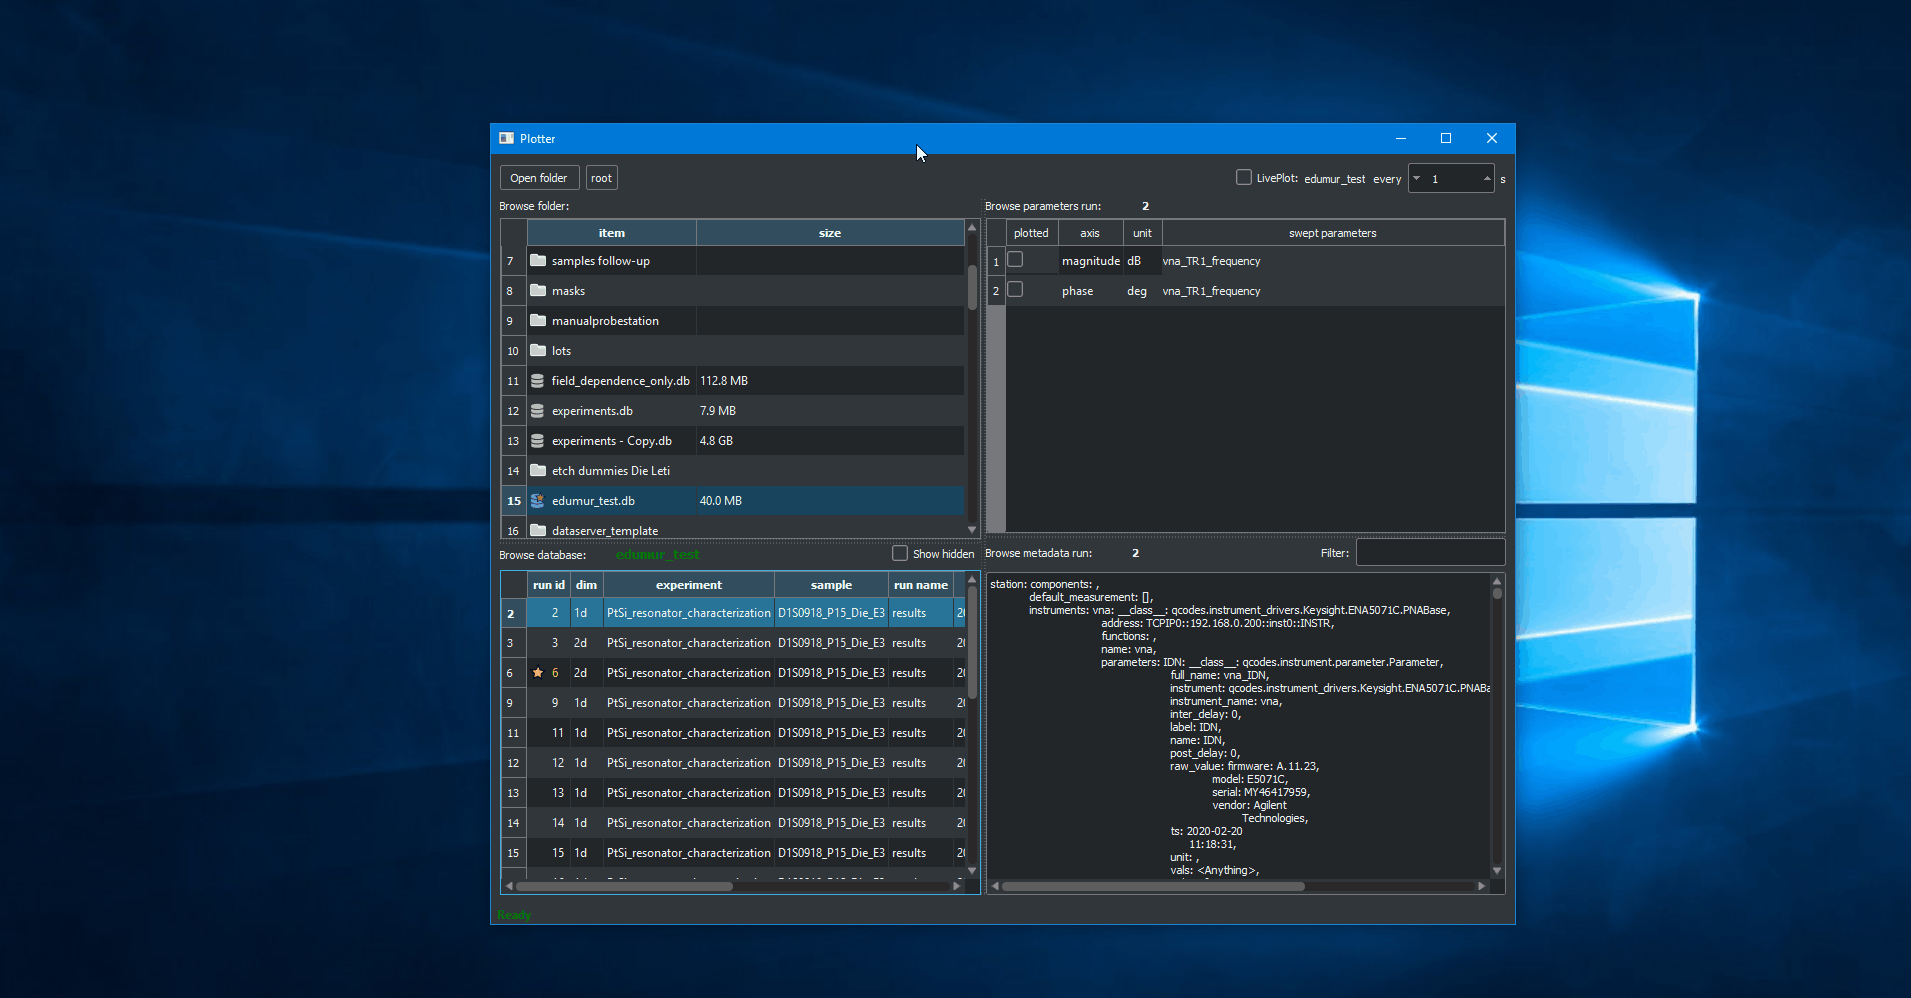 Plotter
Open folder root
LivePlot: edumur_test every 1 s
Browse folder:
item size
7 samples follow-up
8 masks
9 manualprobestation
10 lots
11 field_dependence_only.db 112.8 MB
12 experiments.db 7.9 MB
13 experiments - Copy.db 4.8 GB
14 etch dummies Die Leti
15 edumur_test.db 40.0 MB
16 dataserver_template
Browse parameters run: 2
plotted axis unit swept parameters
1 magnitude dB vna_TR1_frequency
2 phase deg vna_TR1_frequency
Browse database: edumur_test Show hidden
run id dim experiment sample run name
2 2 1d PtSi_resonator_characterization D1S0918_P15_Die_E3 results
3 3 2d PtSi_resonator_characterization D1S0918_P15_Die_E3 results
6 6 2d PtSi_resonator_characterization D1S0918_P15_Die_E3 results
9 9 1d PtSi_resonator_characterization D1S0918_P15_Die_E3 results
11 11 1d PtSi_resonator_characterization D1S0918_P15_Die_E3 results
12 12 1d PtSi_resonator_characterization D1S0918_P15_Die_E3 results
13 13 1d PtSi_resonator_characterization D1S0918_P15_Die_E3 results
14 14 1d PtSi_resonator_characterization D1S0918_P15_Die_E3 results
15 15 1d PtSi_resonator_characterization D1S0918_P15_Die_E3 results
Browse metadata run: 2 Filter:
station: components: ,
default_measurement: [],
instruments: vna: __class__: qcodes.instrument_drivers.Keysight.ENA5071C.PNABase,
address: TCPIP0::192.168.0.200::inst0::INSTR,
functions: ,
name: vna,
parameters: IDN: __class__: qcodes.instrument.parameter.Parameter,
full_name: vna_IDN,
instrument: qcodes.instrument_drivers.Keysight.ENA5071C.PNABa
instrument_name: vna,
inter_delay: 0,
label: IDN,
name: IDN,
post_delay: 0,
raw_value: firmware: A.11.23,
model: E5071C,
serial: MY46417959,
vendor: Agilent
Technologies,
ts: 2020-02-20
11:18:31,
unit: ,
vals: <Anything>,
Ready